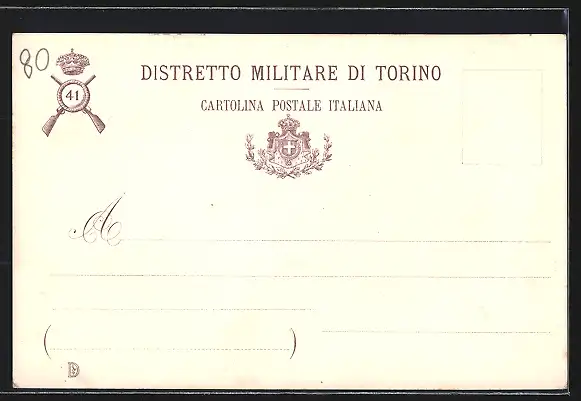 80
41
DISTRETTO MILITARE DI TORINO
CARTOLINA POSTALE ITALIANA
A
( )
D